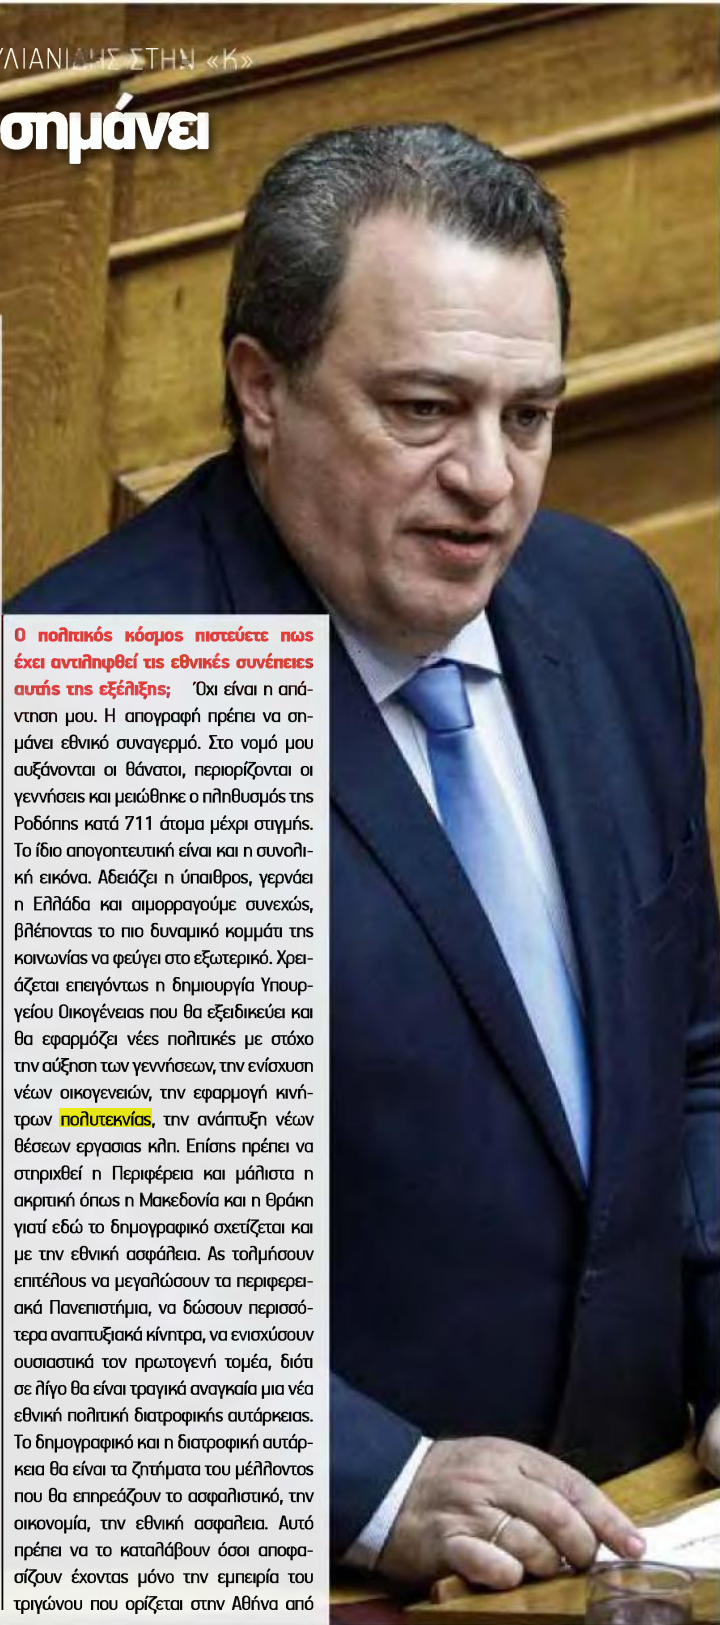 ΥΛΙΑΝΙΔΗΣ ΣΤΗΝ «Κ»
σημάνει
Ο πολιτικός κόσμος πιστεύετε πως
έχει αντιληφθεί τις εθνικές συνέπειες
αυτής της εξέλιξης; Όχι είναι η απά-
ντηση μου. Η απογραφή πρέπει να ση-
μάνει εθνικό συναγερμό. Στο νομό μου
αυξάνονται οι θάνατοι, περιορίζονται οι
γεννήσεις και μειώθηκε ο πληθυσμός της
Ροδόπης κατά 711 άτομα μέχρι στιγμής.
Το ίδιο απογοητευτική είναι και η συνολι-
κή εικόνα. Αδειάζει η ύπαιθρος, γερνάει
η Ελλάδα και αιμορραγούμε συνεχώς,
βλέποντας το πιο δυναμικό κομμάτι της
κοινωνίας να φεύγει στο εξωτερικό. Χρει-
άζεται επειγόντως η δημιουργία Υπουρ-
γείου Οικογένειας που θα εξειδικεύει και
θα εφαρμόζει νέες πολιτικές με στόχο
την αύξηση των γεννήσεων, την ενίσχυση
νέων οικογενειών, την εφαρμογή κινή-
τρων πολυτεκνίας, την ανάπτυξη νέων
θέσεων εργασιας κλπ. Επίσης πρέπει να
στηριχθεί η Περιφέρεια και μάλιστα η
ακριτική όπως η Μακεδονία και η Θράκη
γιατί εδώ το δημογραφικό σχετίζεται και
με την εθνική ασφάλεια. Ας τολμήσουν
επιτέλους να μεγαλώσουν τα περιφερει-
ακά Πανεπιστήμια, να δώσουν περισσό-
τερα αναπτυξιακά κίνητρα, να ενισχύσουν
ουσιαστικά τον πρωτογενή τομέα, διότι
σε λίγο θα είναι τραγικά αναγκαία μια νέα
εθνική πολιτική διατροφικής αυτάρκειας.
Το δημογραφικό και η διατροφική αυτάρ-
κεια θα είναι τα ζητήματα του μέλλοντος
που θα επηρεάζουν το ασφαλιστικό, την
οικονομία, την εθνική ασφαλεια. Αυτό
πρέπει να το καταλάβουν όσοι αποφα-
σίζουν έχοντας μόνο την εμπειρία του
τριγώνου που ορίζεται στην Αθήνα από